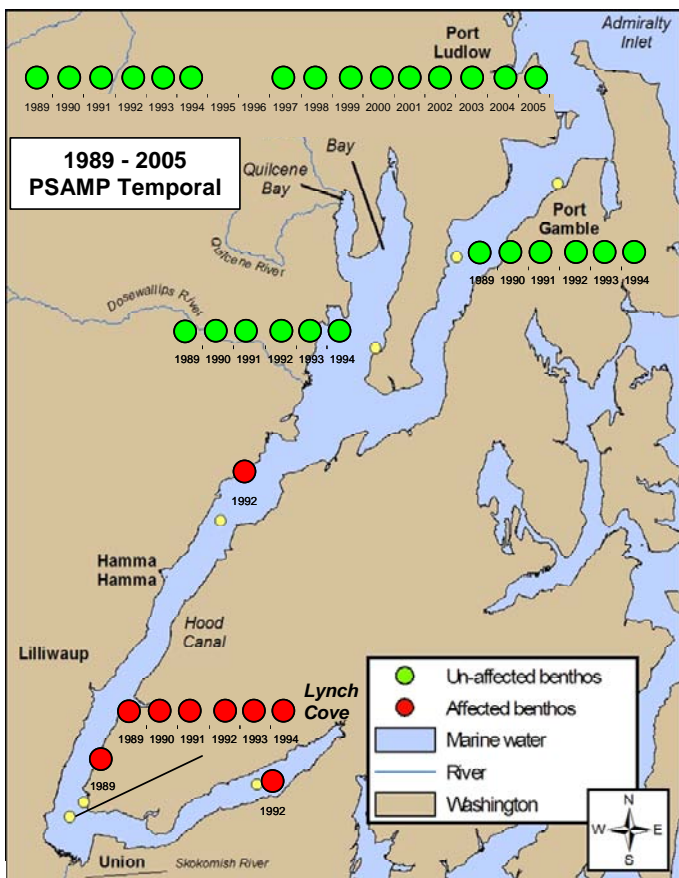 Admiralty
Inlet
Port
Ludlow
1989 1990 1991 1992 1993 1994 1995 1996 1997 1998 1999 2000 2001 2002 2003 2004 2005
1989 - 2005
PSAMP Temporal
Bay
Quilcene
Bay
Port
Gamble
Quilcene River
1989 1990 1991 1992 1993 1994
Dosewallips River
1989 1990 1991 1992 1993 1994
1992
Hamma
Hamma
Hood
Canal
Lilliwaup
Lynch
Cove
1989 1990 1991 1992 1993 1994
1989
1992
Union
Skokomish River
Un-affected benthos
Affected benthos
Marine water
River
Washington
N
W E
S